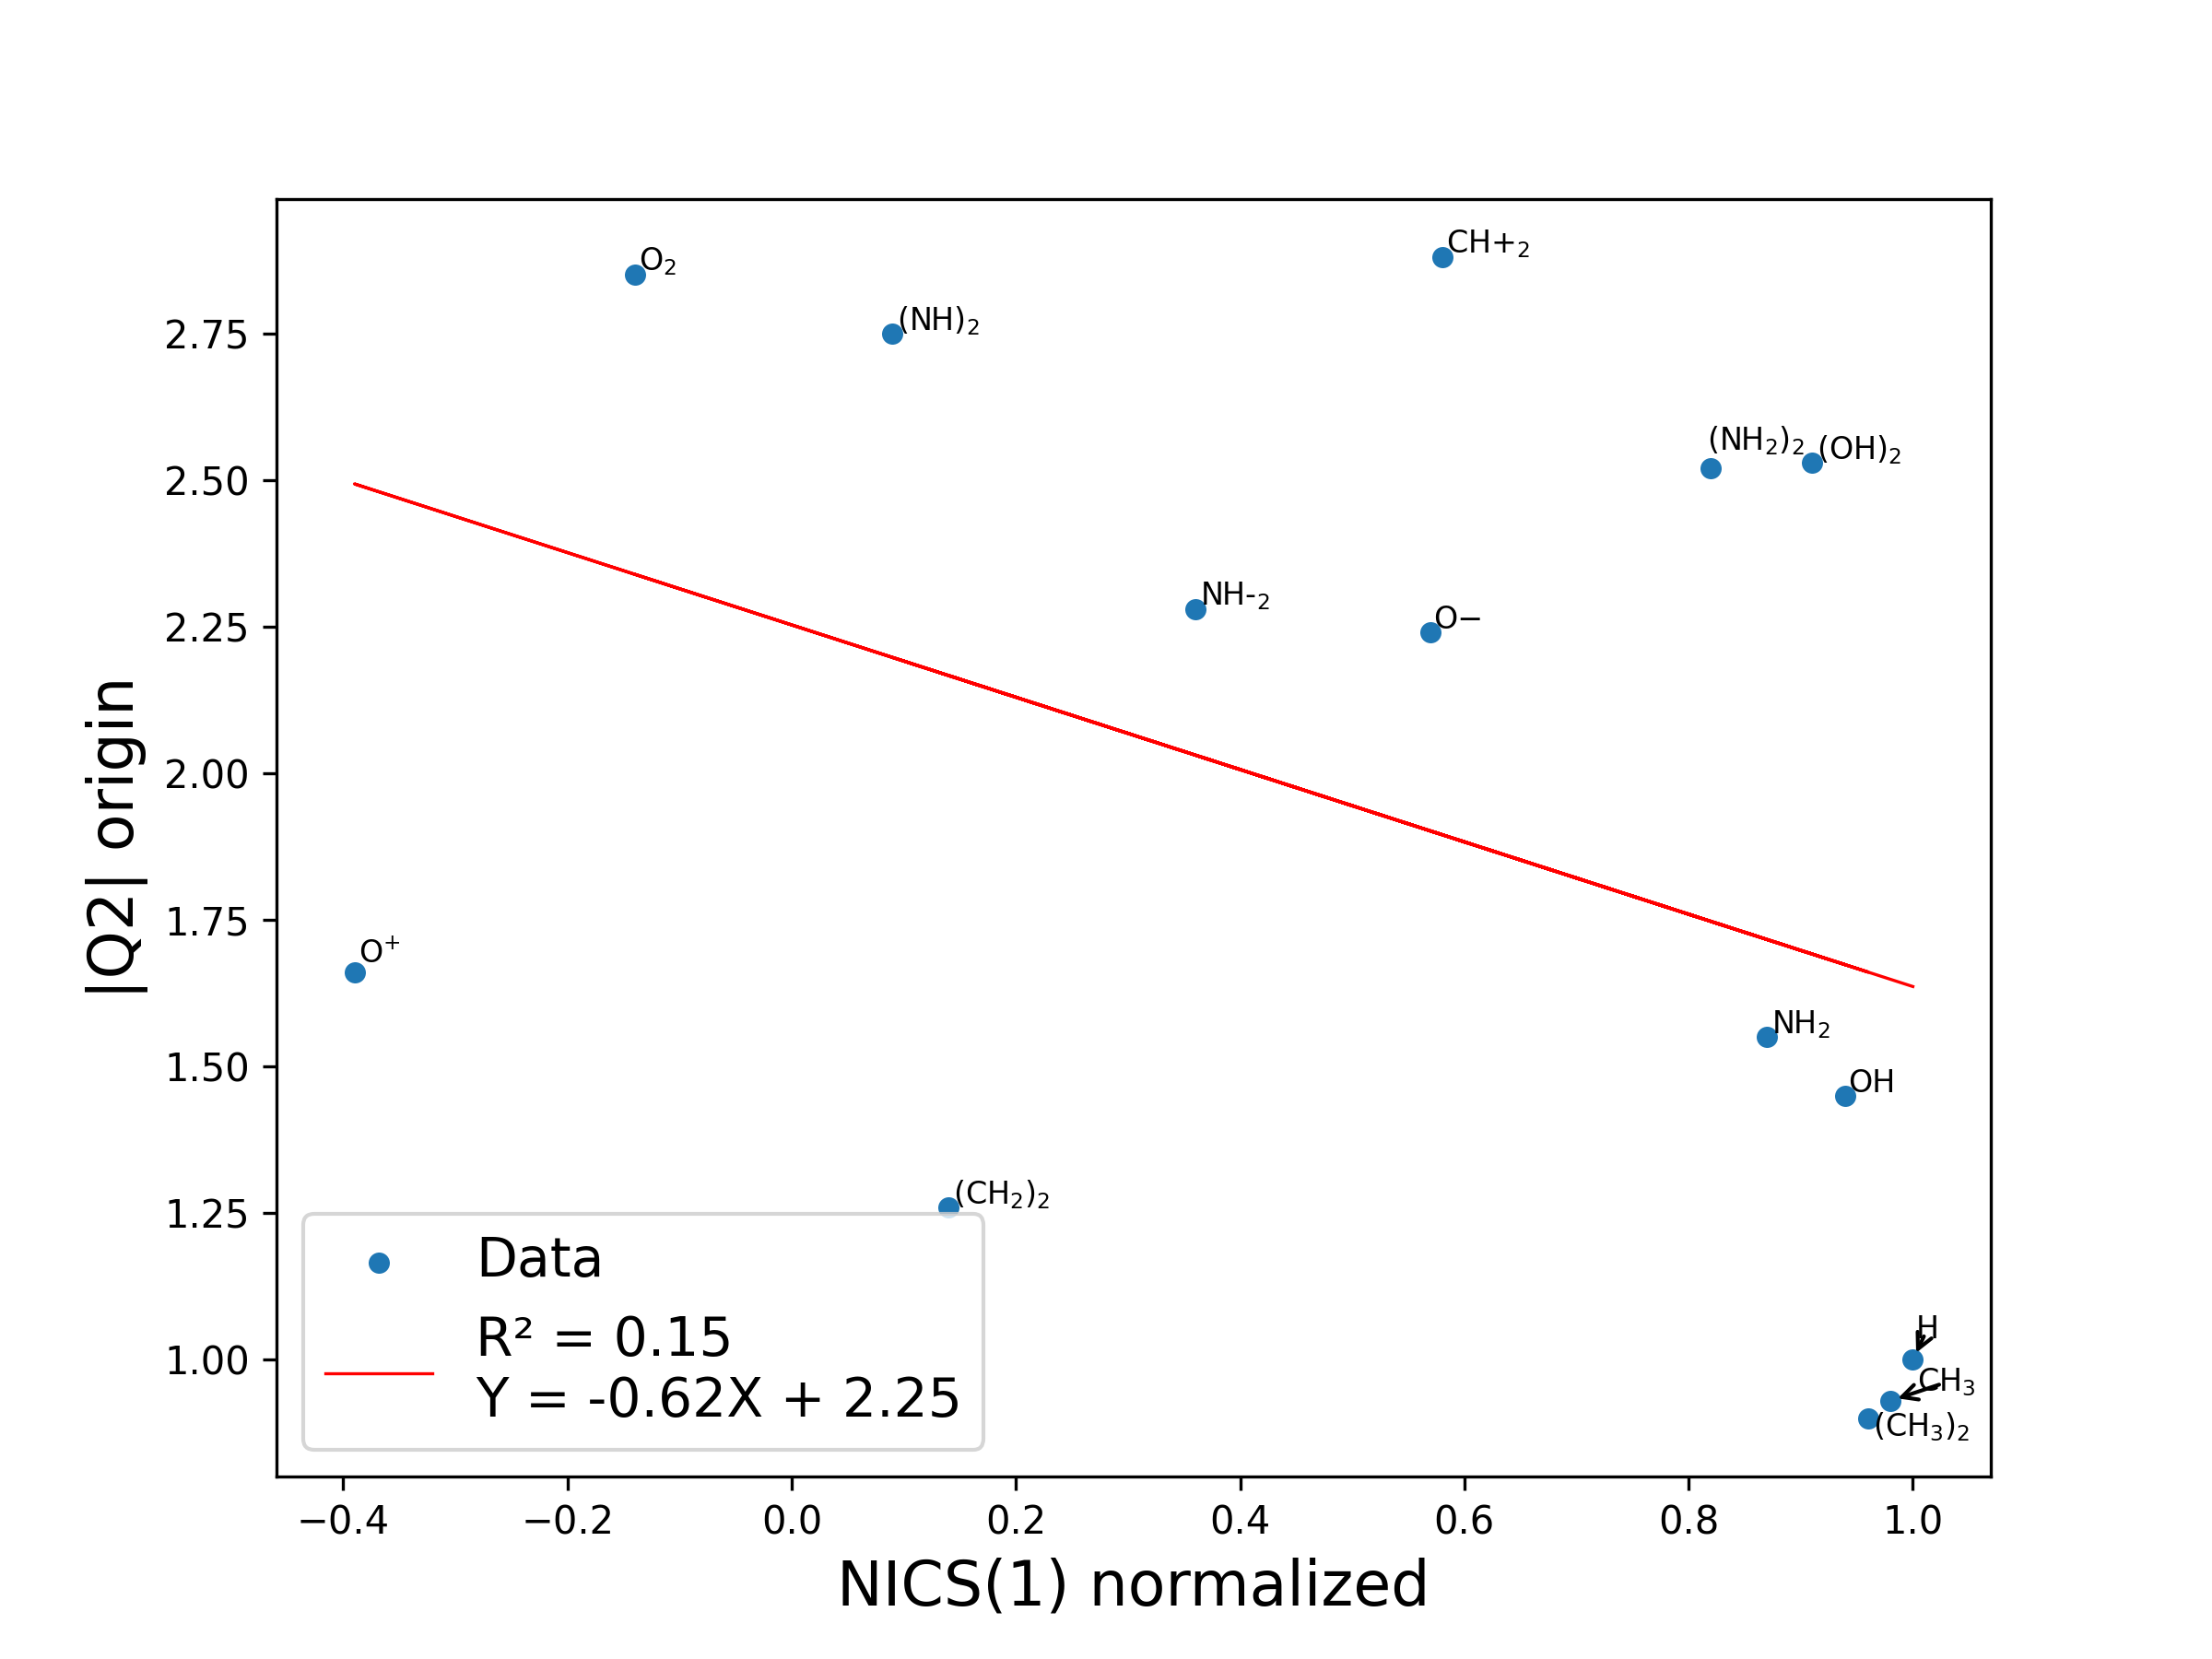 CH+₂
O₂
(NH)₂
2.75
(NH₂)₂
(OH)₂
2.50
NH-₂
O−
2.25
2.00
|Q2| origin
O⁺
1.75
NH₂
OH
1.50
(CH₂)₂
1.25
Data
R² = 0.15
Y = -0.62X + 2.25
H
1.00
CH₃
(CH₃)₂
−0.4
−0.2
0.0
0.2
0.4
0.6
0.8
1.0
NICS(1) normalized